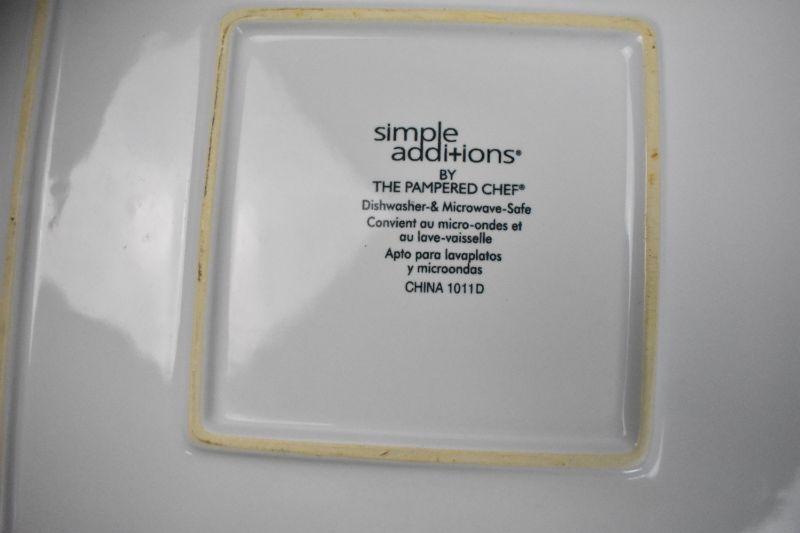 simple
additions®
BY
THE PAMPERED CHEF®
Dishwasher-& Microwave-Safe
Convient au micro-ondes et
au lave-vaisselle
Apto para lavaplatos
y microondas
CHINA 1011D